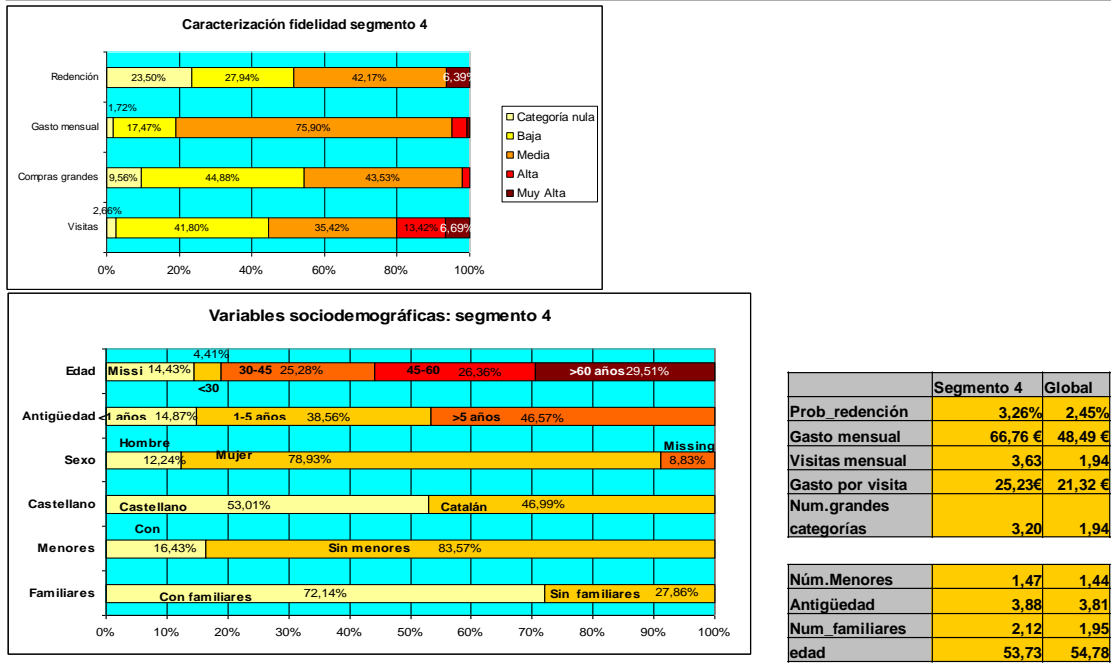 Caracterización fidelidad segmento 4
Redención 23,50% 27,94% 42,17% 6,39%
1,72%
Gasto mensual 17,47% 75,90%
Compras grandes 9,56% 44,88% 43,53%
2,66%
Visitas 41,80% 35,42% 13,42% 6,69%
0% 20% 40% 60% 80% 100%
Categoría nula
Baja
Media
Alta
Muy Alta
Variables sociodemográficas: segmento 4
4,41%
Edad Missi 14,43% 30-45 25,28% 45-60 26,36% >60 años 29,51%
<30
Antigüedad <1 años 14,87% 1-5 años 38,56% >5 años 46,57%
Hombre Missing
Sexo 12,24% Mujer 78,93% 8,83%
Castellano Castellano 53,01% Catalán 46,99%
Con
Menores 16,43% Sin menores 83,57%
Familiares Con familiares 72,14% Sin familiares 27,86%
0% 10% 20% 30% 40% 50% 60% 70% 80% 90% 100%
Segmento 4 Global
Prob_redención 3,26% 2,45%
Gasto mensual 66,76 € 48,49 €
Visitas mensual 3,63 1,94
Gasto por visita 25,23€ 21,32 €
Num.grandes
categorías 3,20 1,94
Núm.Menores 1,47 1,44
Antigüedad 3,88 3,81
Num_familiares 2,12 1,95
edad 53,73 54,78